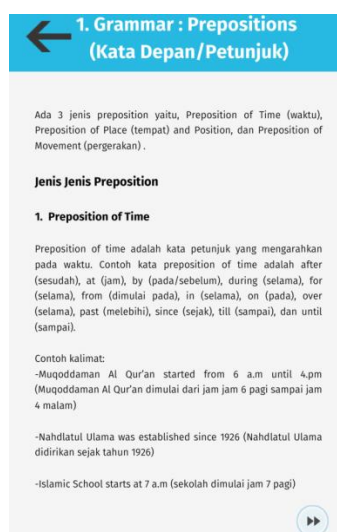 1. Grammar : Prepositions
(Kata Depan/Petunjuk)
Ada 3 jenis preposition yaitu, Preposition of Time (waktu),
Preposition of Place (tempat) and Position, dan Preposition of
Movement (pergerakan) .
Jenis Jenis Preposition
1. Preposition of Time
Preposition of time adalah kata petunjuk yang mengarahkan
pada waktu. Contoh kata preposition of time adalah after
(sesudah), at (jam), by (pada/sebelum), during (selama), for
(selama), from (dimulai pada), in (selama), on (pada), over
(selama), past (melebihi), since (sejak), till (sampai), dan until
(sampai).
Contoh kalimat:
-Muqoddaman Al Qur'an started from 6 a.m until 4.pm
(Muqoddaman Al Qur'an dimulai dari jam jam 6 pagi sampai jam
4 malam)
-Nahdlatul Ulama was established since 1926 (Nahdlatul Ulama
didirikan sejak tahun 1926)
-Islamic School starts at 7 a.m (sekolah dimulai jam 7 pagi)